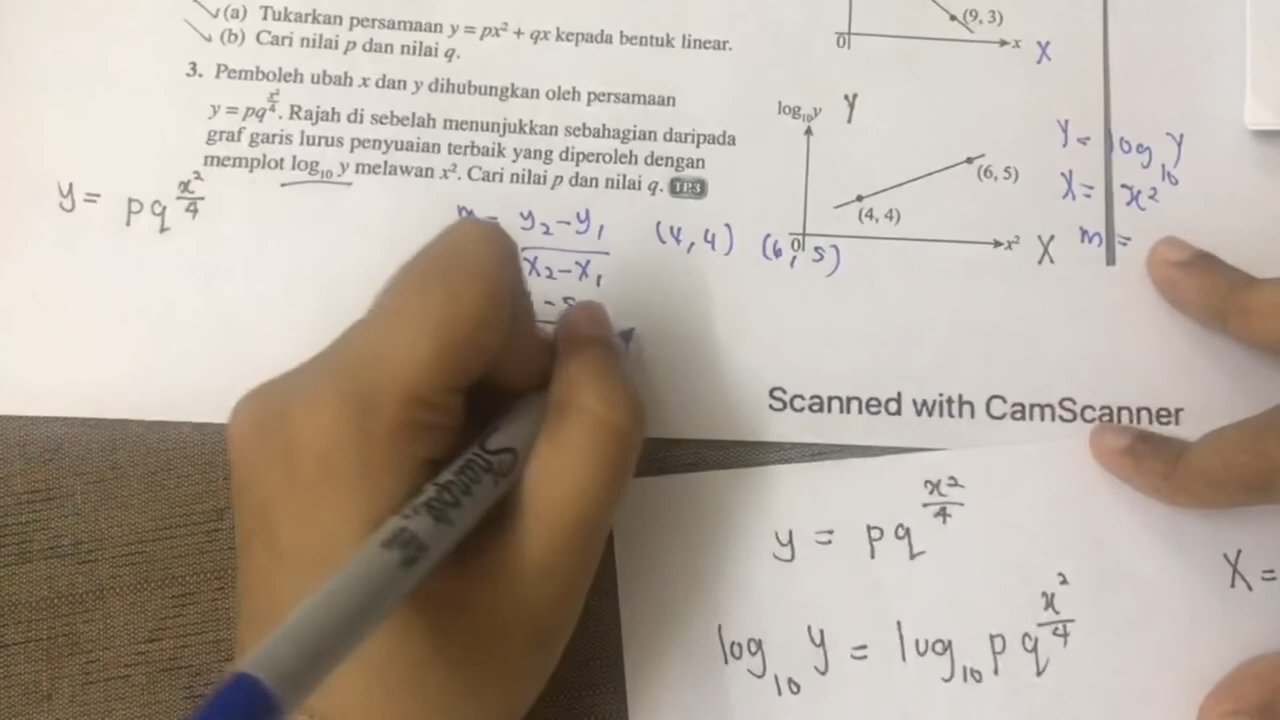 (a) Tukarkan persamaan y = px² + qx kepada bentuk linear.
(b) Cari nilai p dan nilai q.
(9, 3)
0
x
X
3. Pemboleh ubah x dan y dihubungkan oleh persamaan
y = pq^(x²/4). Rajah di sebelah menunjukkan sebahagian daripada
graf garis lurus penyuaian terbaik yang diperoleh dengan
memplot log₁₀ y melawan x². Cari nilai p dan nilai q. TP3
log₁₀y
Y
(6, 5)
(4, 4)
0
x²
X
Y = log₁₀ y
X = x²
m =
y = pq^(x²/4)
m = y₂ - y₁
x₂ - x₁
(4, 4) (6, 5)
Scanned with CamScanner
Sharpie
y = pq^(x²/4)
X =
log₁₀ y = log₁₀ pq^(x²/4)